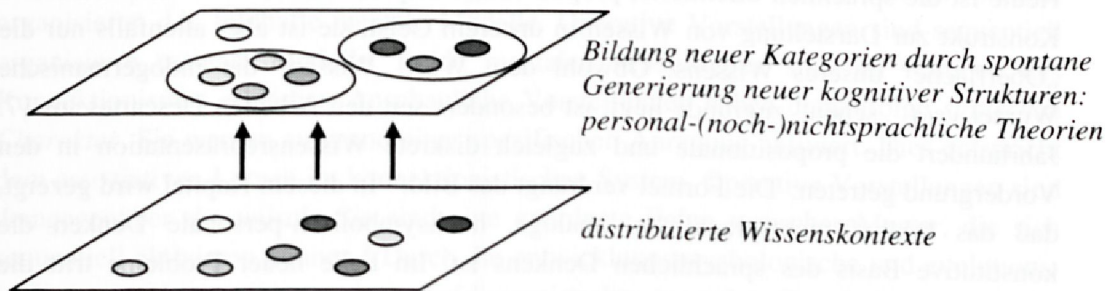 Bildung neuer Kategorien durch spontane
Generierung neuer kognitiver Strukturen:
personal-(noch-)nichtsprachliche Theorien
distribuierte Wissenskontexte